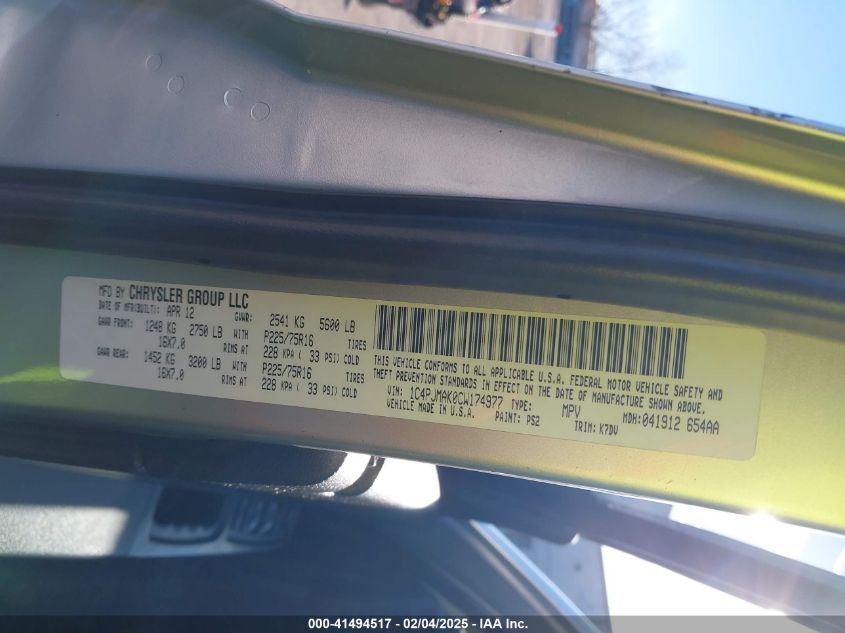 MFD BY CHRYSLER GROUP LLC
DATE OF MFR(BUILT): APR 12 GVWR: 2541 KG 5600 LB
GAWR FRONT: 1248 KG 2750 LB WITH P225/75R16 TIRES
16X7.0 RIMS AT 228 KPA ( 33 PSI) COLD
GAWR REAR: 1452 KG 3200 LB WITH P225/75R16 TIRES
16X7.0 RIMS AT 228 KPA ( 33 PSI) COLD
THIS VEHICLE CONFORMS TO ALL APPLICABLE U.S.A. FEDERAL MOTOR VEHICLE SAFETY AND
THEFT PREVENTION STANDARDS IN EFFECT ON THE DATE OF MANUFACTURE SHOWN ABOVE.
VIN: 1C4PJMAK0CW174977 TYPE: MPV MDH:041912 654AA
VEHICLE MADE IN U.S.A. PAINT: PS2 TRIM: K7DV
000-41494517 - 02/04/2025 - IAA Inc.